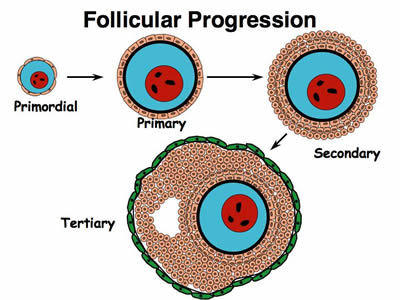 Follicular Progression
Primordial
Primary
Secondary
Tertiary